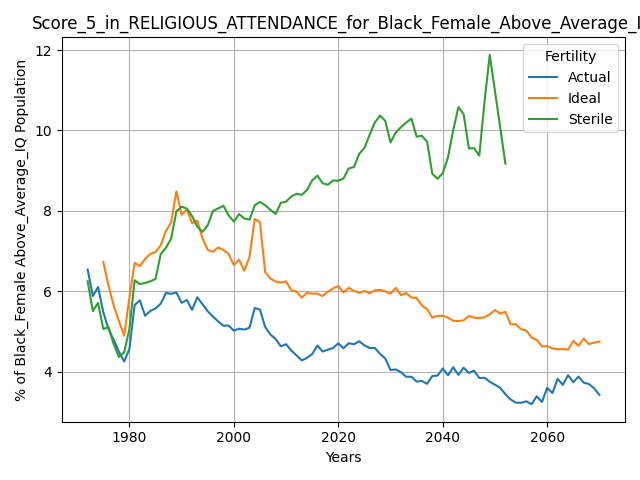 Score_5_in_RELIGIOUS_ATTENDANCE_for_Black_Female_Above_Average_I
% of Black_Female Above_Average_IQ Population
12
10
8
6
4
Fertility
Actual
Ideal
Sterile
1980 2000 2020 2040 2060
Years